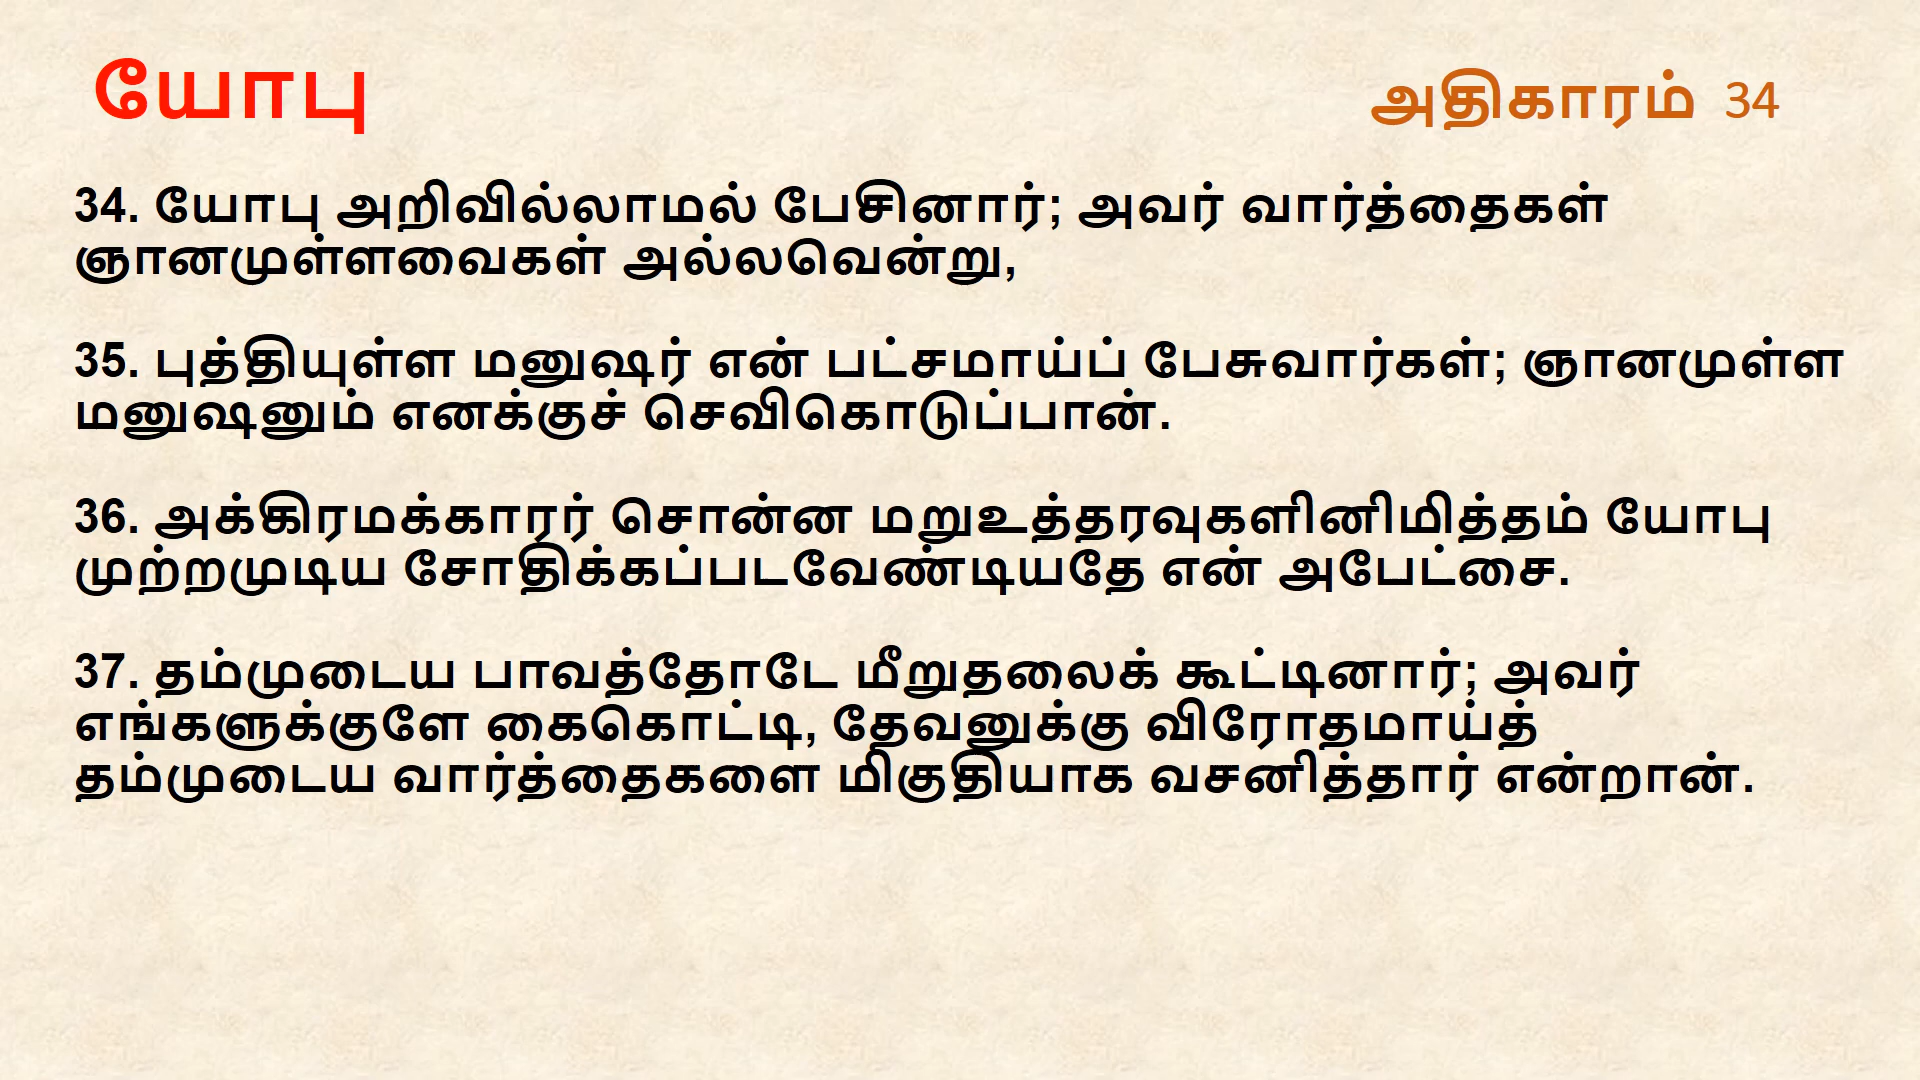 யோபு
அதிகாரம் 34
34. யோபு அறிவில்லாமல் பேசினார்; அவர் வார்த்தைகள்
ஞானமுள்ளவைகள் அல்லவென்று,
35. புத்தியுள்ள மனுஷர் என் பட்சமாய்ப் பேசுவார்கள்; ஞானமுள்ள
மனுஷனும் எனக்குச் செவிகொடுப்பான்.
36. அக்கிரமக்காரர் சொன்ன மறுஉத்தரவுகளினிமித்தம் யோபு
முற்றமுடிய சோதிக்கப்படவேண்டியதே என் அபேட்சை.
37. தம்முடைய பாவத்தோடே மீறுதலைக் கூட்டினார்; அவர்
எங்களுக்குளே கைகொட்டி, தேவனுக்கு விரோதமாய்த்
தம்முடைய வார்த்தைகளை மிகுதியாக வசனித்தார் என்றான்.